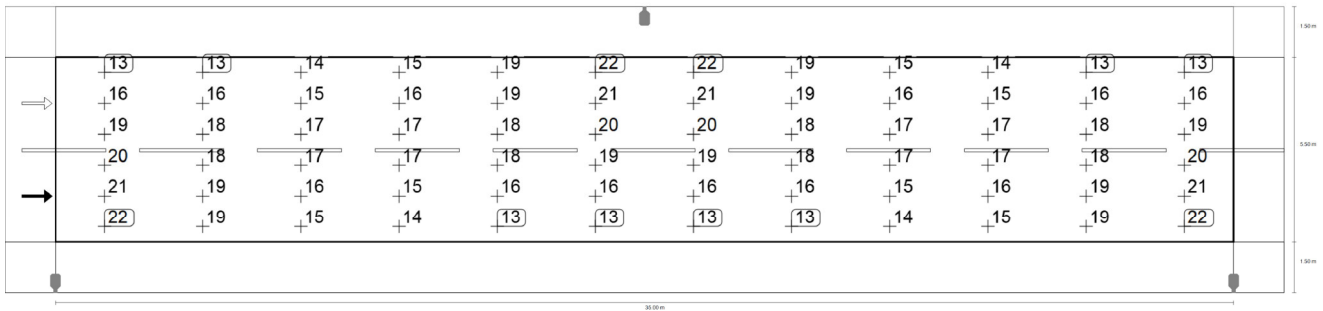 1.50 m
13 13 14 15 19 22 22 19 15 14 13 13
16 16 15 16 19 21 21 19 16 15 16 16
19 18 17 17 18 20 20 18 17 17 18 19
5.50 m
20 18 17 17 18 19 19 18 17 17 18 20
21 19 16 15 16 16 16 16 15 16 19 21
22 19 15 14 13 13 13 13 14 15 19 22
1.50 m
36.00 m